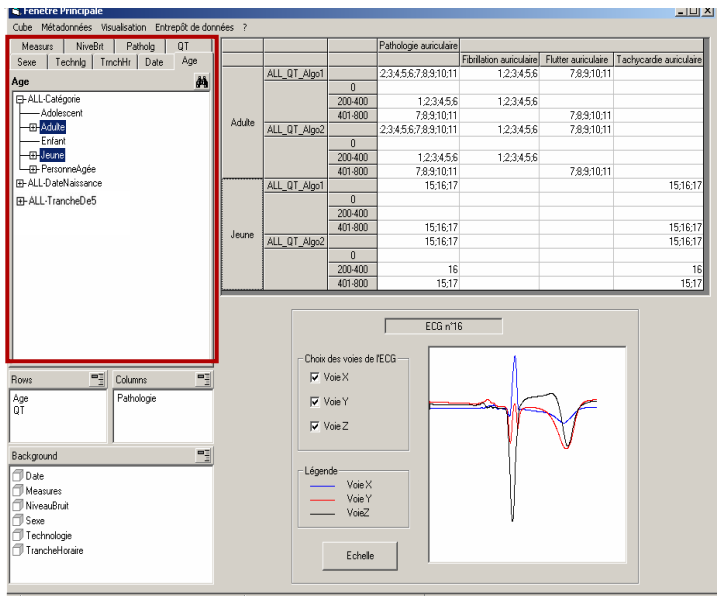 Fenêtre Principale
Cube Métadonnées Visualisation Entrepôt de données ?
Measurs NiveBrt Patholg QT
Sexe Technlg TrnchHr Date Age
Age
ALL-Catégorie
Adolescent
Adulte
Enfant
Jeune
PersonneAgée
ALL-DateNaissance
ALL-TrancheDe5
Rows
Age
QT
Columns
Pathologie
Background
Date
Measures
NiveauBruit
Sexe
Technologie
TrancheHoraire
Pathologie auriculaire
Fibrillation auriculaire Flutter auriculaire Tachycardie auriculaire
Adulte
ALL_QT_Algo1 2;3;4;5;6;7;8;9;10;11 1;2;3;4;5;6 7;8;9;10;11
0
200-400 1;2;3;4;5;6 1;2;3;4;5;6
401-800 7;8;9;10;11 7;8;9;10;11
ALL_QT_Algo2 2;3;4;5;6;7;8;9;10;11 1;2;3;4;5;6 7;8;9;10;11
0
200-400 1;2;3;4;5;6 1;2;3;4;5;6
401-800 7;8;9;10;11 7;8;9;10;11
Jeune
ALL_QT_Algo1 15;16;17 15;16;17
0
200-400
401-800 15;16;17 15;16;17
ALL_QT_Algo2 15;16;17 15;16;17
0
200-400 16 16
401-800 15;17 15;17
ECG n°16
Choix des voies de l'ECG
Voie X
Voie Y
Voie Z
Légende
Voie X
Voie Y
VoieZ
Echelle